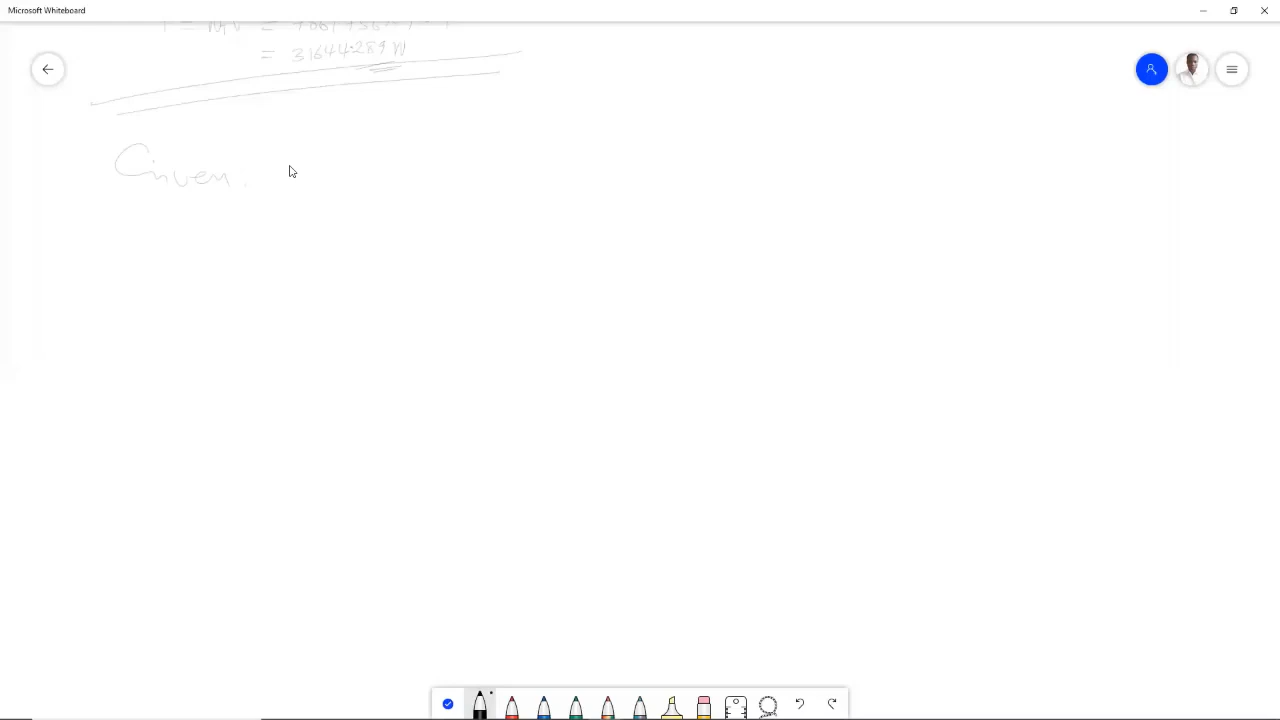 Microsoft Whiteboard
= 31644.289 W
Given.